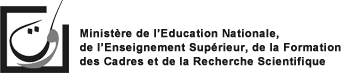 Ministère de l'Education Nationale,
de l'Enseignement Supérieur, de la Formation
des Cadres et de la Recherche Scientifique